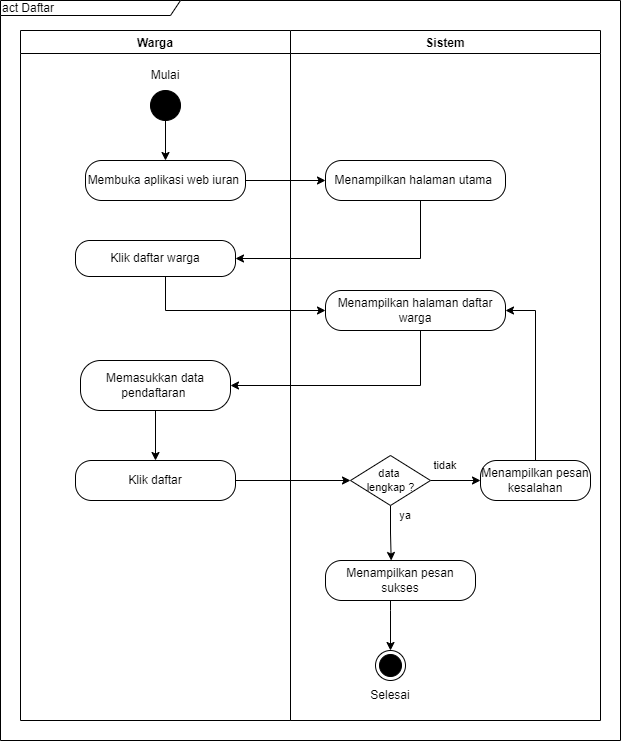 act Daftar
Warga
Sistem
Mulai
Membuka aplikasi web iuran
Menampilkan halaman utama
Klik daftar warga
Menampilkan halaman daftar
warga
Memasukkan data
pendaftaran
Klik daftar
data
lengkap ?
tidak
Menampilkan pesan
kesalahan
ya
Menampilkan pesan
sukses
Selesai